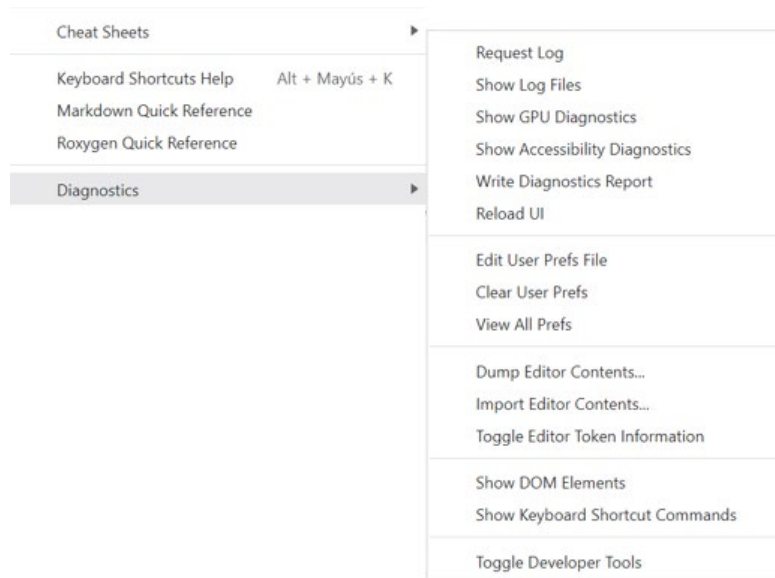 Cheat Sheets
Keyboard Shortcuts Help Alt + Mayús + K
Markdown Quick Reference
Roxygen Quick Reference
Diagnostics
Request Log
Show Log Files
Show GPU Diagnostics
Show Accessibility Diagnostics
Write Diagnostics Report
Reload UI
Edit User Prefs File
Clear User Prefs
View All Prefs
Dump Editor Contents...
Import Editor Contents...
Toggle Editor Token Information
Show DOM Elements
Show Keyboard Shortcut Commands
Toggle Developer Tools